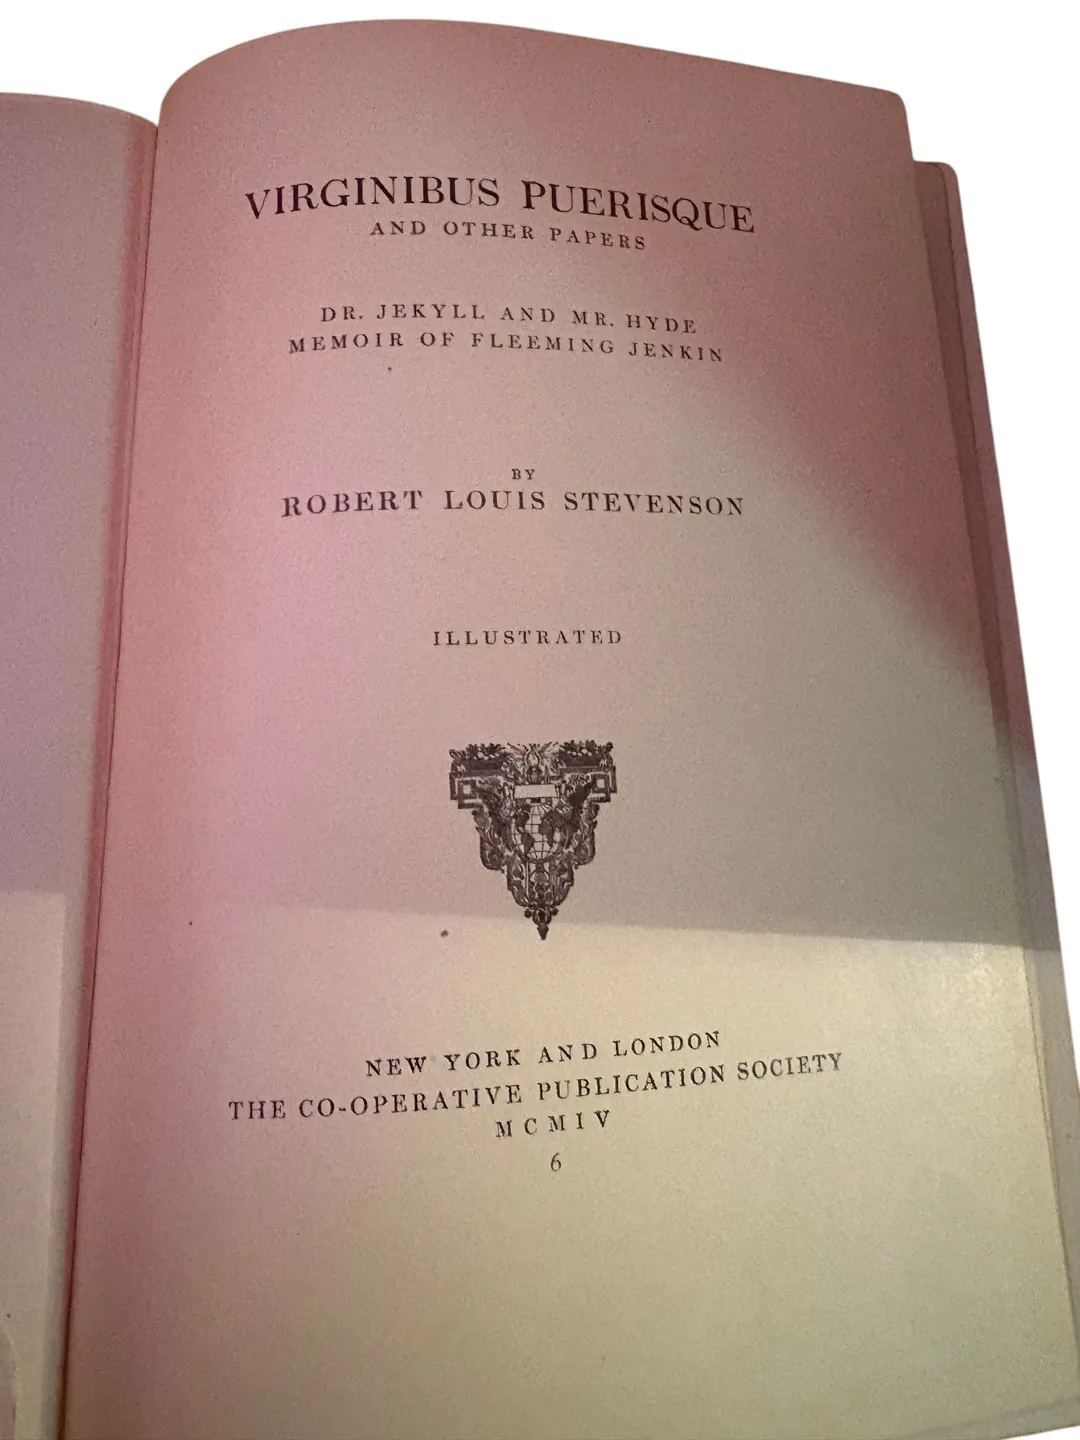 VIRGINIBUS PUERISQUE
AND OTHER PAPERS
DR. JEKYLL AND MR. HYDE
MEMOIR OF FLEEMING JENKIN
BY
ROBERT LOUIS STEVENSON
ILLUSTRATED
NEW YORK AND LONDON
THE CO-OPERATIVE PUBLICATION SOCIETY
MCMIV
6